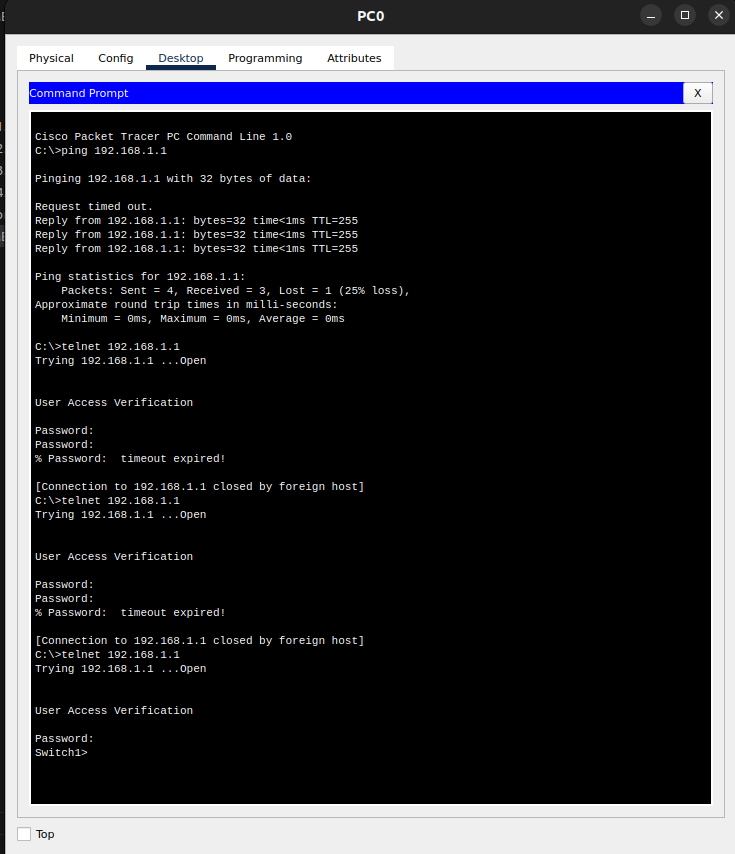 PC0
Physical Config Desktop Programming Attributes
Command Prompt X
Cisco Packet Tracer PC Command Line 1.0
C:\>ping 192.168.1.1
Pinging 192.168.1.1 with 32 bytes of data:
Request timed out.
Reply from 192.168.1.1: bytes=32 time<1ms TTL=255
Reply from 192.168.1.1: bytes=32 time<1ms TTL=255
Reply from 192.168.1.1: bytes=32 time<1ms TTL=255
Ping statistics for 192.168.1.1:
    Packets: Sent = 4, Received = 3, Lost = 1 (25% loss),
Approximate round trip times in milli-seconds:
    Minimum = 0ms, Maximum = 0ms, Average = 0ms
C:\>telnet 192.168.1.1
Trying 192.168.1.1 ...Open
User Access Verification
Password:
Password:
% Password:  timeout expired!
[Connection to 192.168.1.1 closed by foreign host]
C:\>telnet 192.168.1.1
Trying 192.168.1.1 ...Open
User Access Verification
Password:
Password:
% Password:  timeout expired!
[Connection to 192.168.1.1 closed by foreign host]
C:\>telnet 192.168.1.1
Trying 192.168.1.1 ...Open
User Access Verification
Password:
Switch1>
Top